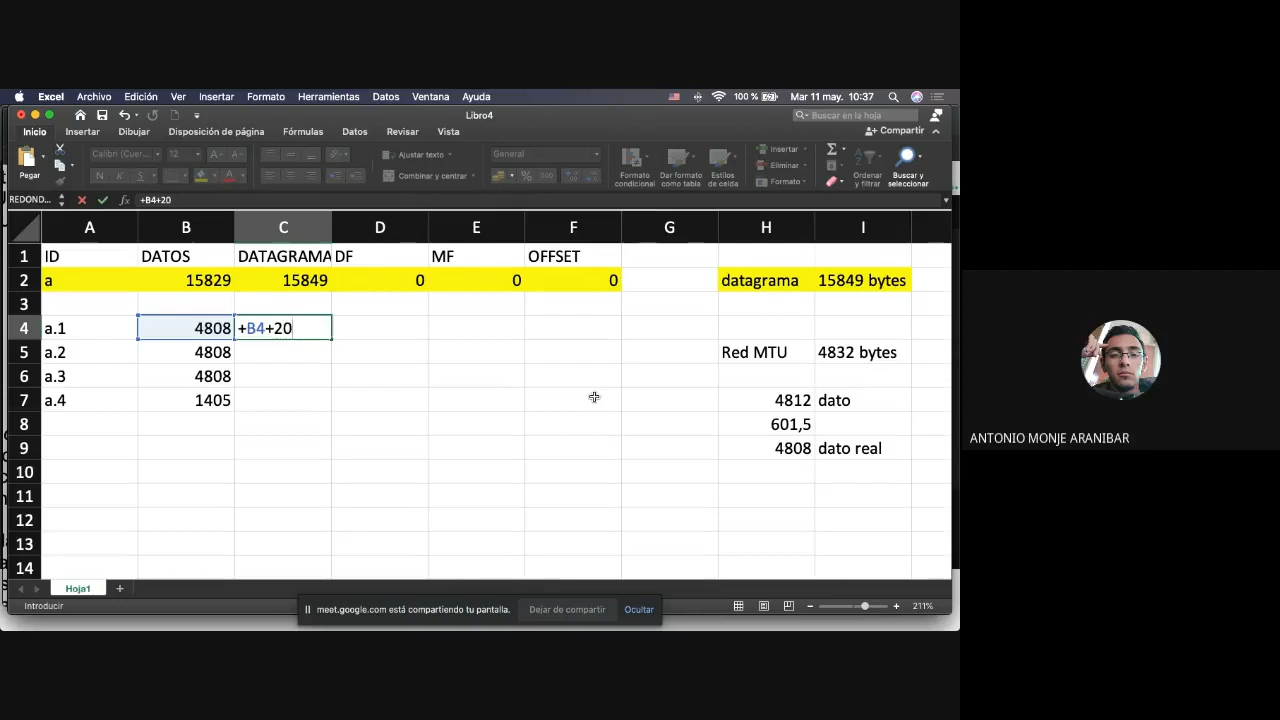 Excel Archivo Edición Ver Insertar Formato Herramientas Datos Ventana Ayuda 100 % Mar 11 may. 10:37
Libro4 Buscar en la hoja
Inicio Insertar Dibujar Disposición de página Fórmulas Datos Revisar Vista Compartir
Calibri (Cuer... 12 A A Ajustar texto General Insertar
Eliminar
Pegar N K S A Combinar y centrar % 000 Formato condicional Dar formato como tabla Estilos de celda Formato Ordenar y filtrar Buscar y seleccionar
REDOND... fx +B4+20
A B C D E F G H I
1 ID DATOS DATAGRAMA DF MF OFFSET
2 a 15829 15849 0 0 0 datagrama 15849 bytes
3
4 a.1 4808 +B4+20
5 a.2 4808 Red MTU 4832 bytes
6 a.3 4808
7 a.4 1405 4812 dato
8 601,5
9 4808 dato real
10
11
12
13
14
Hoja1 +
Introducir 211%
meet.google.com está compartiendo tu pantalla. Dejar de compartir Ocultar
ANTONIO MONJE ARANIBAR